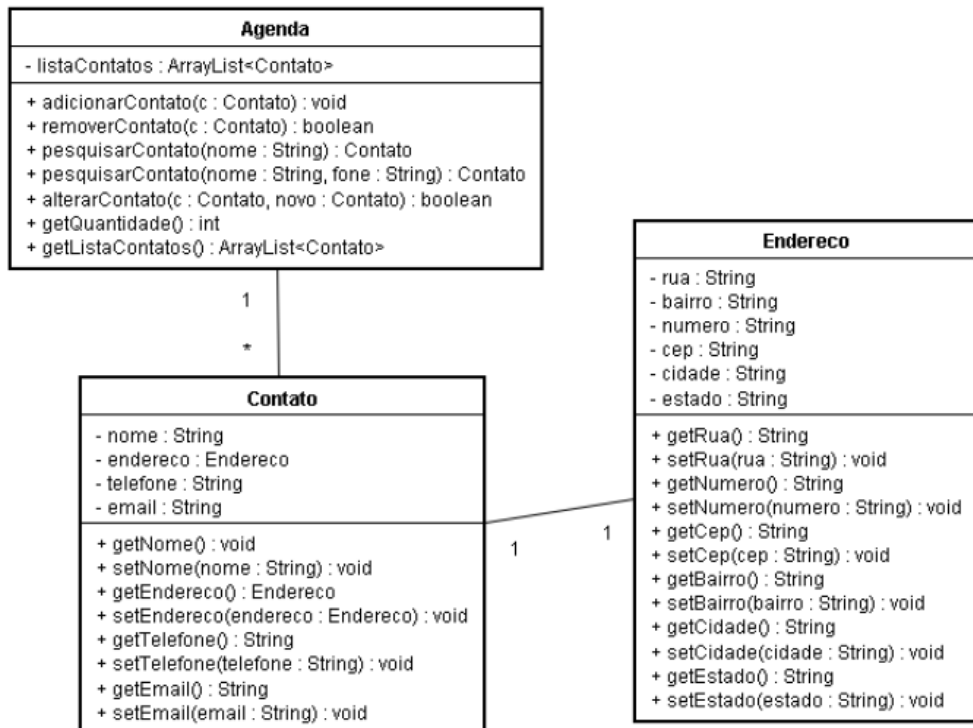 Agenda
- listaContatos : ArrayList<Contato>
+ adicionarContato(c : Contato) : void
+ removerContato(c : Contato) : boolean
+ pesquisarContato(nome : String) : Contato
+ pesquisarContato(nome : String, fone : String) : Contato
+ alterarContato(c : Contato, novo : Contato) : boolean
+ getQuantidade() : int
+ getListaContatos() : ArrayList<Contato>
1
*
Contato
- nome : String
- endereco : Endereco
- telefone : String
- email : String
+ getNome() : void
+ setNome(nome : String) : void
+ getEndereco() : Endereco
+ setEndereco(endereco : Endereco) : void
+ getTelefone() : String
+ setTelefone(telefone : String) : void
+ getEmail() : String
+ setEmail(email : String) : void
1
1
Endereco
- rua : String
- bairro : String
- numero : String
- cep : String
- cidade : String
- estado : String
+ getRua() : String
+ setRua(rua : String) : void
+ getNumero() : String
+ setNumero(numero : String) : void
+ getCep() : String
+ setCep(cep : String) : void
+ getBairro() : String
+ setBairro(bairro : String) : void
+ getCidade() : String
+ setCidade(cidade : String) : void
+ getEstado() : String
+ setEstado(estado : String) : void